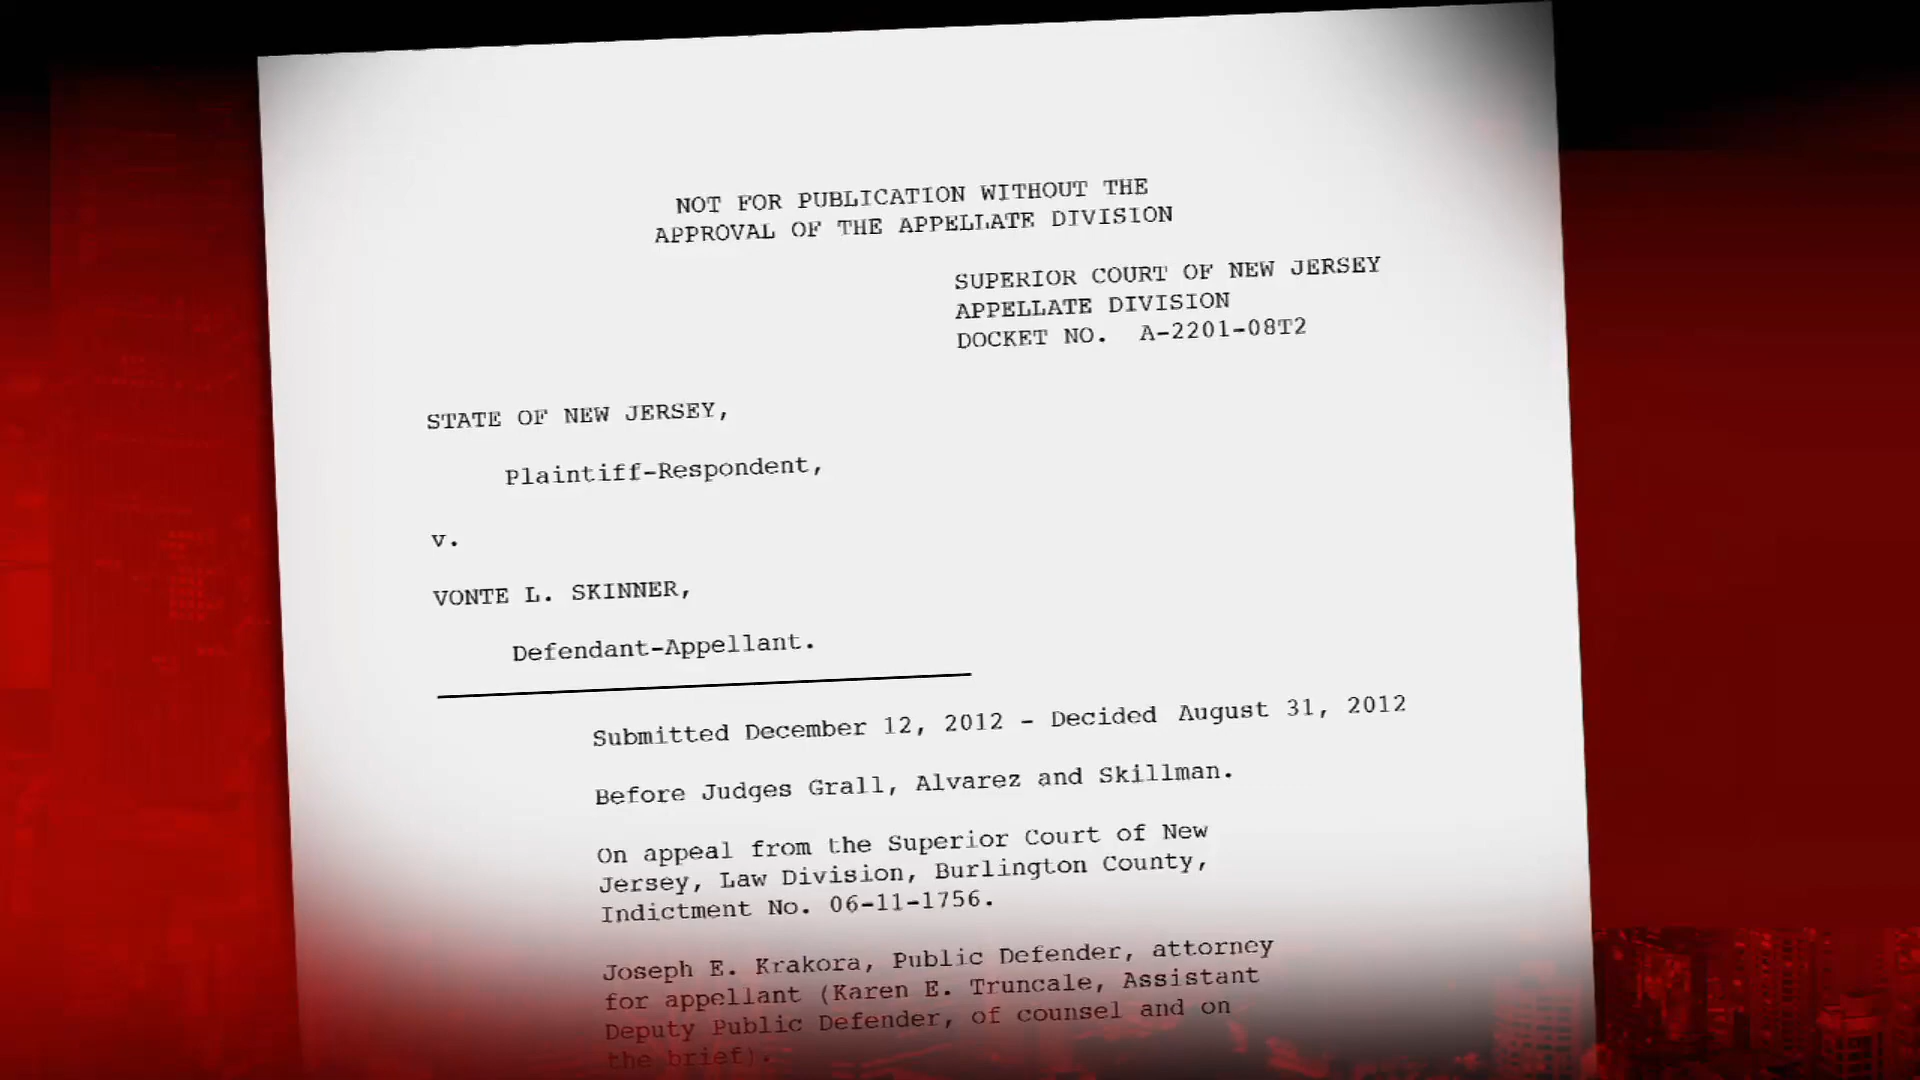 NOT FOR PUBLICATION WITHOUT THE
APPROVAL OF THE APPELLATE DIVISION
SUPERIOR COURT OF NEW JERSEY
APPELLATE DIVISION
DOCKET NO. A-2201-08T2
STATE OF NEW JERSEY,
Plaintiff-Respondent,
v.
VONTE L. SKINNER,
Defendant-Appellant.
Submitted December 12, 2012 - Decided August 31, 2012
Before Judges Grall, Alvarez and Skillman.
On appeal from the Superior Court of New
Jersey, Law Division, Burlington County,
Indictment No. 06-11-1756.
Joseph E. Krakora, Public Defender, attorney
for appellant (Karen E. Truncale, Assistant
Deputy Public Defender, of counsel and on
the brief).